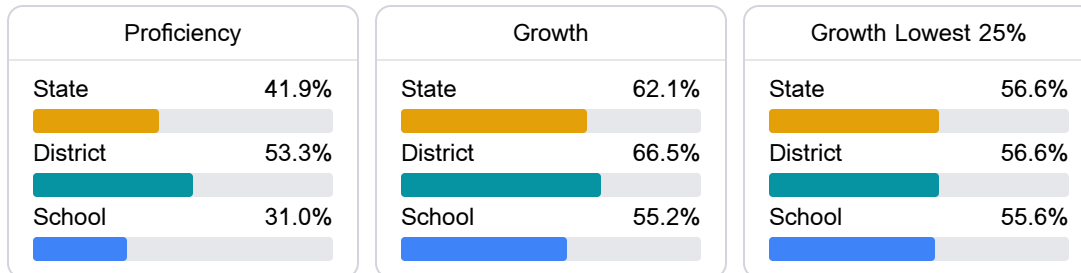 Proficiency
State 41.9%
District 53.3%
School 31.0%
Growth
State 62.1%
District 66.5%
School 55.2%
Growth Lowest 25%
State 56.6%
District 56.6%
School 55.6%